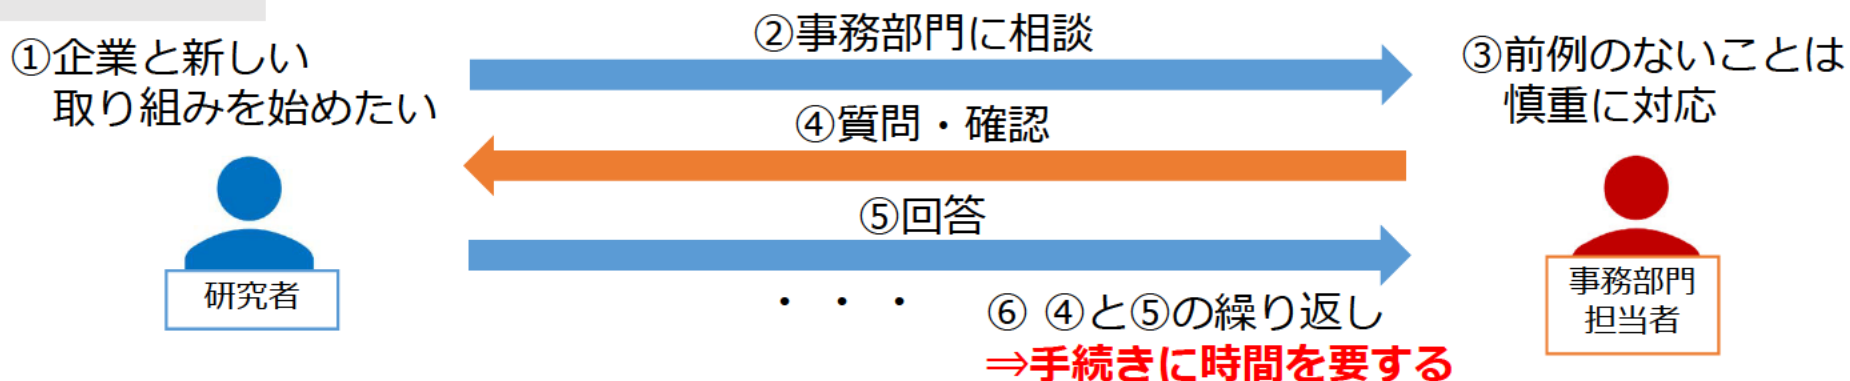 ①企業と新しい
取り組みを始めたい
②事務部門に相談
③前例のないことは
慎重に対応
④質問・確認
⑤回答
・・・
⑥ ④と⑤の繰り返し
⇒手続きに時間を要する
研究者
事務部門
担当者